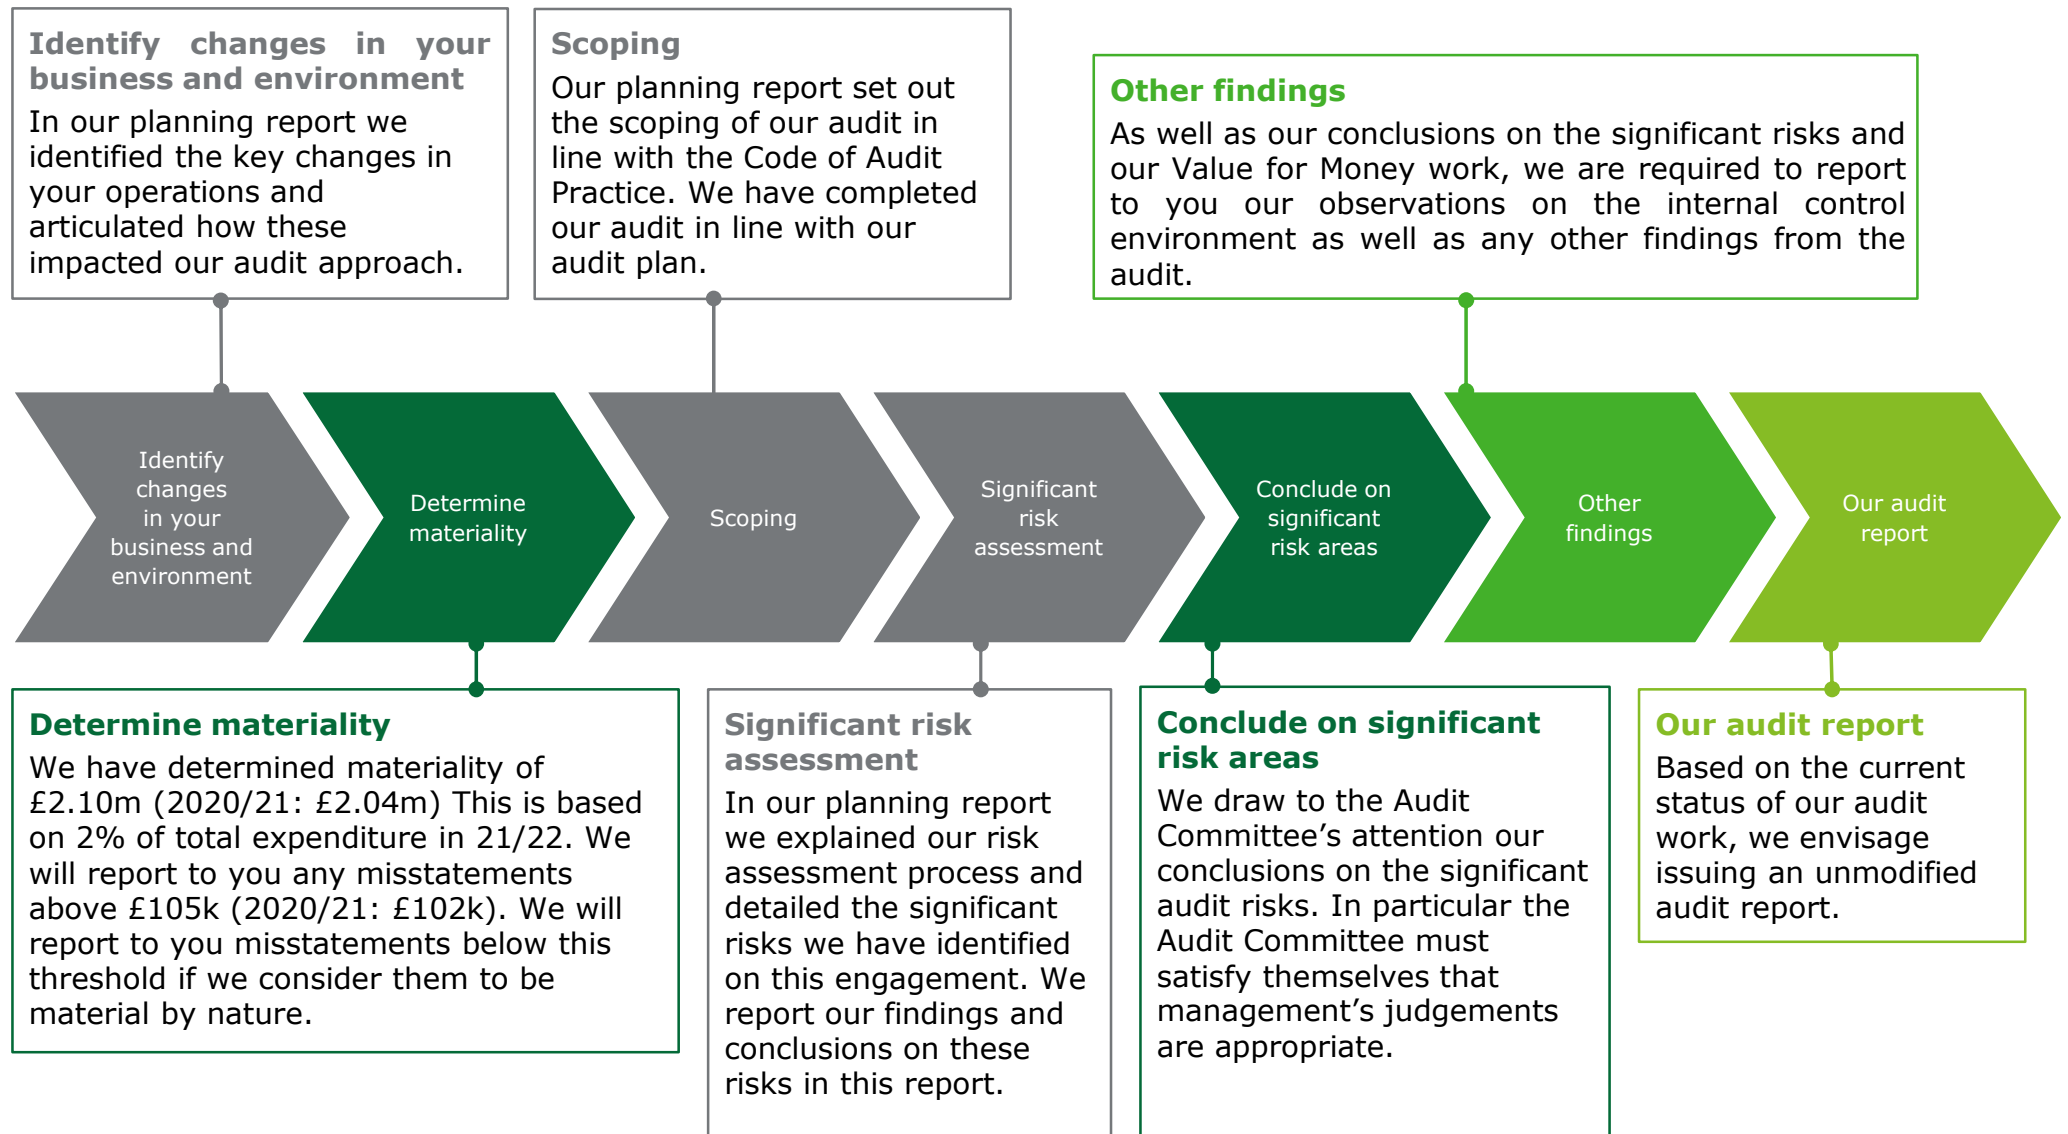 Identify changes in your
business and environment
In our planning report we
identified the key changes in
your operations and
articulated how these
impacted our audit approach.
Scoping
Our planning report set out
the scoping of our audit in
line with the Code of Audit
Practice. We have completed
our audit in line with our
audit plan.
Other findings
As well as our conclusions on the significant risks and
our Value for Money work, we are required to report
to you our observations on the internal control
environment as well as any other findings from the
audit.
Identify
changes
in your
business and
environment
Determine
materiality
Scoping
Significant
risk
assessment
Conclude on
significant
risk areas
Other
findings
Our audit
report
Determine materiality
We have determined materiality of
£2.10m (2020/21: £2.04m) This is based
on 2% of total expenditure in 21/22. We
will report to you any misstatements
above £105k (2020/21: £102k). We will
report to you misstatements below this
threshold if we consider them to be
material by nature.
Significant risk
assessment
In our planning report
we explained our risk
assessment process and
detailed the significant
risks we have identified
on this engagement. We
report our findings and
conclusions on these
risks in this report.
Conclude on significant
risk areas
We draw to the Audit
Committee’s attention our
conclusions on the significant
audit risks. In particular the
Audit Committee must
satisfy themselves that
management’s judgements
are appropriate.
Our audit report
Based on the current
status of our audit
work, we envisage
issuing an unmodified
audit report.